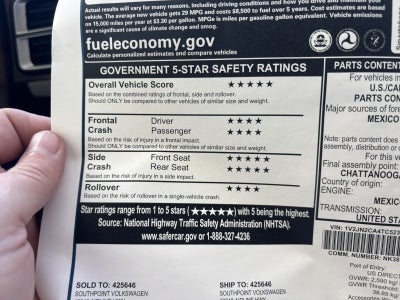 Actual results will vary for many reasons, including driving conditions and how you drive and maintain your
vehicle. The average new vehicle gets 29 MPG and costs $8,500 to fuel over 5 years. Cost estimates are based
on 15,000 miles per year at $3.30 per gallon. MPGe is miles per gasoline gallon equivalent. Vehicle emissions
are a significant cause of climate change and smog.
fueleconomy.gov
Calculate personalized estimates and compare vehicles
GOVERNMENT 5-STAR SAFETY RATINGS
Overall Vehicle Score ★★★★★
Based on the combined ratings of frontal, side and rollover.
Should ONLY be compared to other vehicles of similar size and weight.
Frontal Driver ★★★★
Crash Passenger ★★★★
Based on the risk of injury in a frontal impact.
Should ONLY be compared to other vehicles of similar size and weight.
Side Front Seat ★★★★★
Crash Rear Seat ★★★★★
Based on the risk of injury in a side impact.
Rollover ★★★★
Based on the risk of rollover in a single-vehicle crash.
Star ratings range from 1 to 5 stars (★★★★★) with 5 being the highest.
Source: National Highway Traffic Safety Administration (NHTSA).
www.safercar.gov or 1-888-327-4236
SOLD TO: 425646
SOUTHPOINT VOLKSWAGEN
SHIP TO: 425646
SOUTHPOINT VOLKSWAGEN
PARTS CONTENT
For vehicles in
U.S./CA
PARTS CON
Major sources of fore
MEXICO
Note: parts content does
assembly, distribution or
For this ve
Final assembly point:
CHATTANOOGA
Country of origin:
ENGINE:
MEXICO
TRANSMISSION:
UNITED STA
VIN: 1V2JN2CA4TC523
COMM. NUMBER: NK38
Port of Entry:
US DIRECT
GVWR: 2.590 kg/
Permitted Threshold